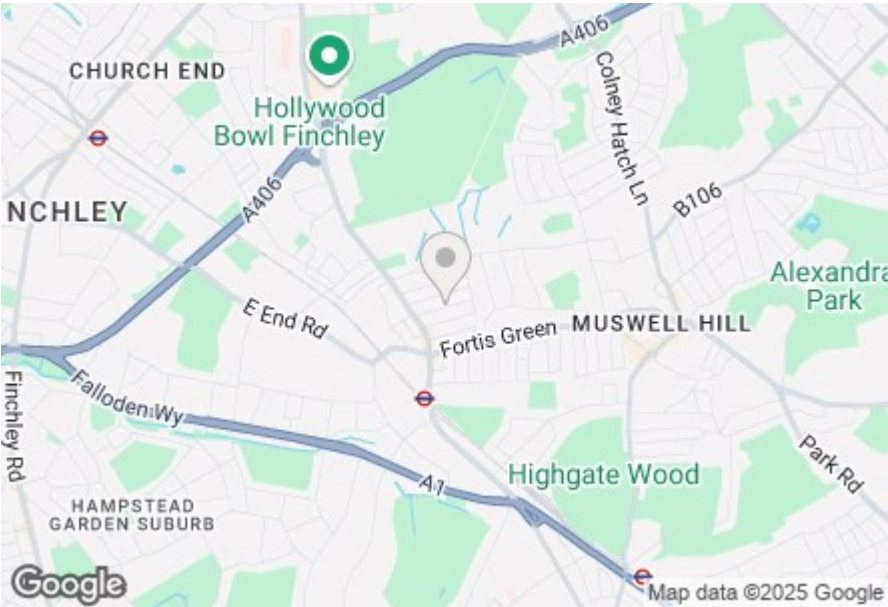 A406
CHURCH END
Hollywood
Bowl Finchley
Colney Hatch Ln
A406
B106
NCHLEY
Alexandra
Park
E End Rd
Fortis Green
MUSWELL HILL
Finchley Rd
Falloden Wy
Park Rd
A1
Highgate Wood
HAMPSTEAD
GARDEN SUBURB
Google
Map data ©2025 Google